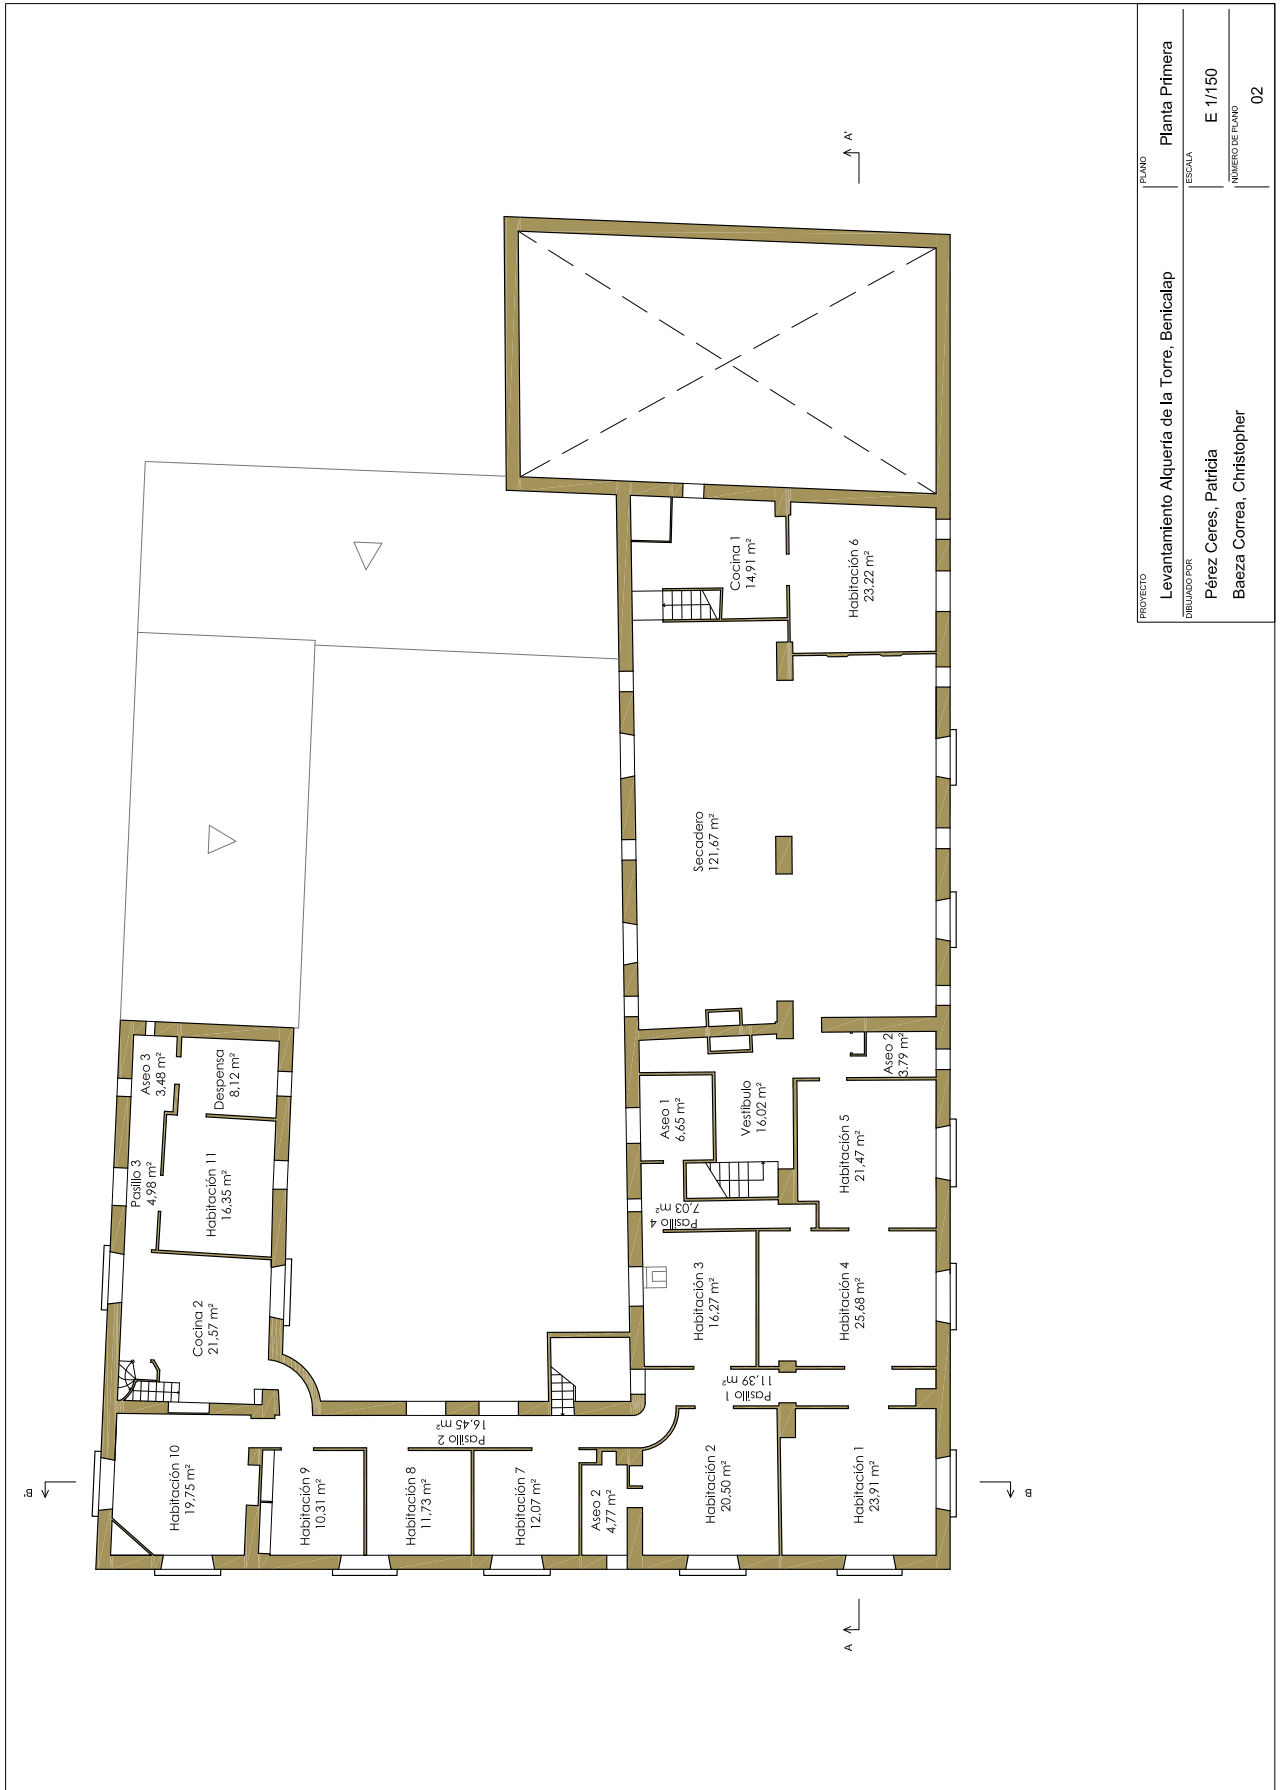 PROYECTO
Levantamiento Alquería de la Torre, Benicalap
PLANO
Planta Primera
DIBUJADO POR
Pérez Ceres, Patricia
Baeza Correa, Christopher
ESCALA
E 1/150
NÚMERO DE PLANO
02
A'
A
B'
B
Cocina 1
14,91 m²
Habitación 6
23,22 m²
Secadero
121,67 m²
Aseo 3
3,48 m²
Despensa
8,12 m²
Pasillo 3
4,98 m²
Habitación 11
16,35 m²
Cocina 2
21,57 m²
Aseo 1
6,65 m²
Vestíbulo
16,02 m²
Aseo 2
3.79 m²
Habitación 5
21,47 m²
Pasillo 4
7,03 m²
Habitación 3
16,27 m²
Habitación 4
25,68 m²
Pasillo 1
11,39 m²
Pasillo 2
16,45 m²
Habitación 10
19,75 m²
Habitación 9
10,31 m²
Habitación 8
11,73 m²
Habitación 7
12,07 m²
Aseo 2
4,77 m²
Habitación 2
20,50 m²
Habitación 1
23,91 m²